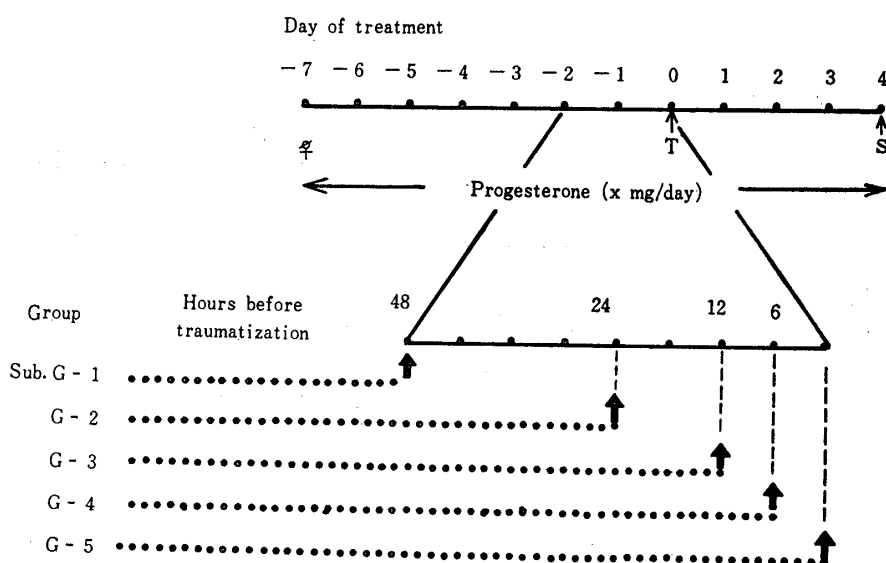 Day of treatment
－7 －6 －5 －4 －3 －2 －1 0 1 2 3 4
T S
Progesterone (x mg/day)
Group Hours before traumatization 48 24 12 6
Sub. G - 1
G - 2
G - 3
G - 4
G - 5